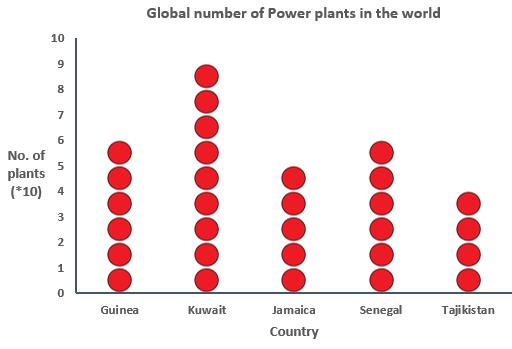 Global number of Power plants in the world
10
9
8
7
6
5
4
3
2
1
0
No. of
plants
(*10)
Guinea Kuwait Jamaica Senegal Tajikistan
Country